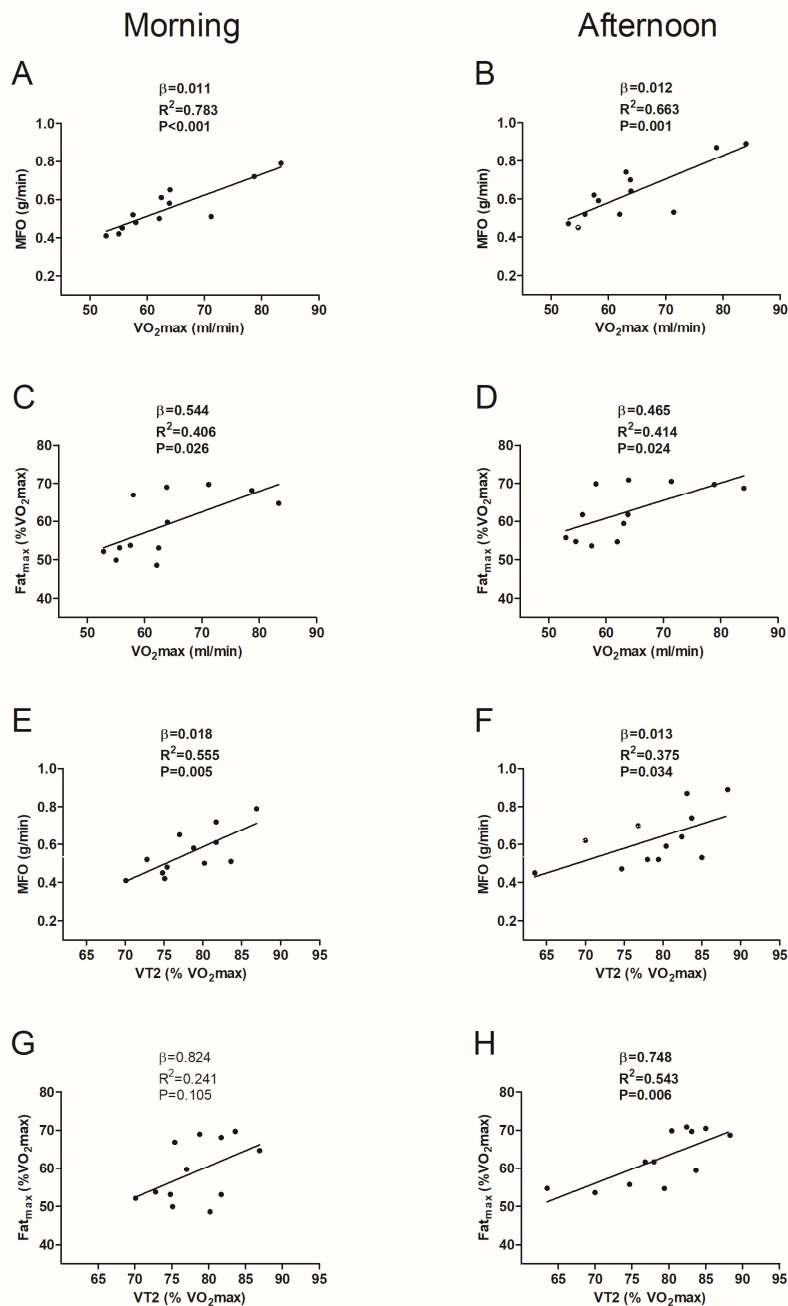 Morning
Afternoon
A
β=0.011
R²=0.783
P<0.001
MFO (g/min)
1.0
0.8
0.6
0.4
0.2
50 60 70 80 90
VO₂max (ml/min)
B
β=0.012
R²=0.663
P=0.001
MFO (g/min)
1.0
0.8
0.6
0.4
0.2
50 60 70 80 90
VO₂max (ml/min)
C
β=0.544
R²=0.406
P=0.026
Fatₘₐₓ (%VO₂max)
80
70
60
50
40
50 60 70 80 90
VO₂max (ml/min)
D
β=0.465
R²=0.414
P=0.024
Fatₘₐₓ (%VO₂max)
80
70
60
50
40
50 60 70 80 90
VO₂max (ml/min)
E
β=0.018
R²=0.555
P=0.005
MFO (g/min)
1.0
0.8
0.6
0.4
0.2
65 70 75 80 85 90 95
VT2 (% VO₂max)
F
β=0.013
R²=0.375
P=0.034
MFO (g/min)
1.0
0.8
0.6
0.4
0.2
65 70 75 80 85 90 95
VT2 (% VO₂max)
G
β=0.824
R²=0.241
P=0.105
Fatₘₐₓ (%VO₂max)
80
70
60
50
40
65 70 75 80 85 90 95
VT2 (% VO₂max)
H
β=0.748
R²=0.543
P=0.006
Fatₘₐₓ (%VO₂max)
80
70
60
50
40
65 70 75 80 85 90 95
VT2 (% VO₂max)